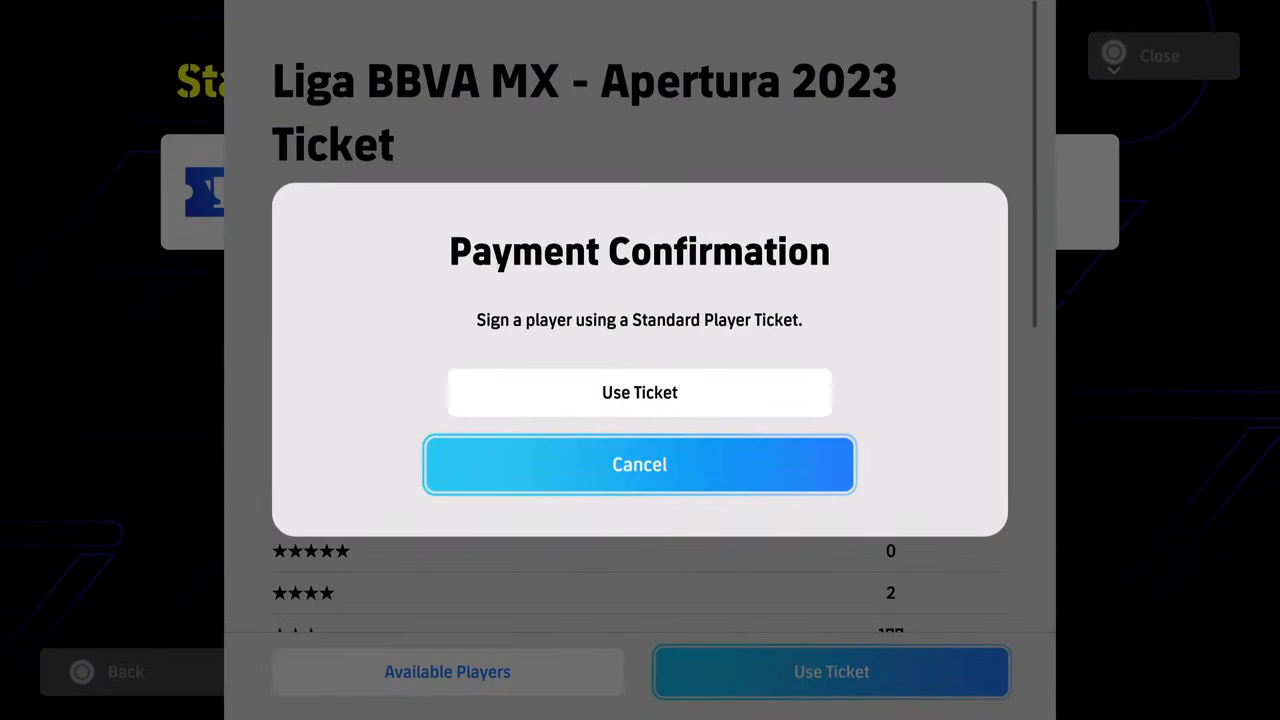 Liga BBVA MX - Apertura 2023
Ticket
Close
Payment Confirmation
Sign a player using a Standard Player Ticket.
Use Ticket
Cancel
★★★★★ 0
★★★★ 2
★★★
Back
Available Players
Use Ticket